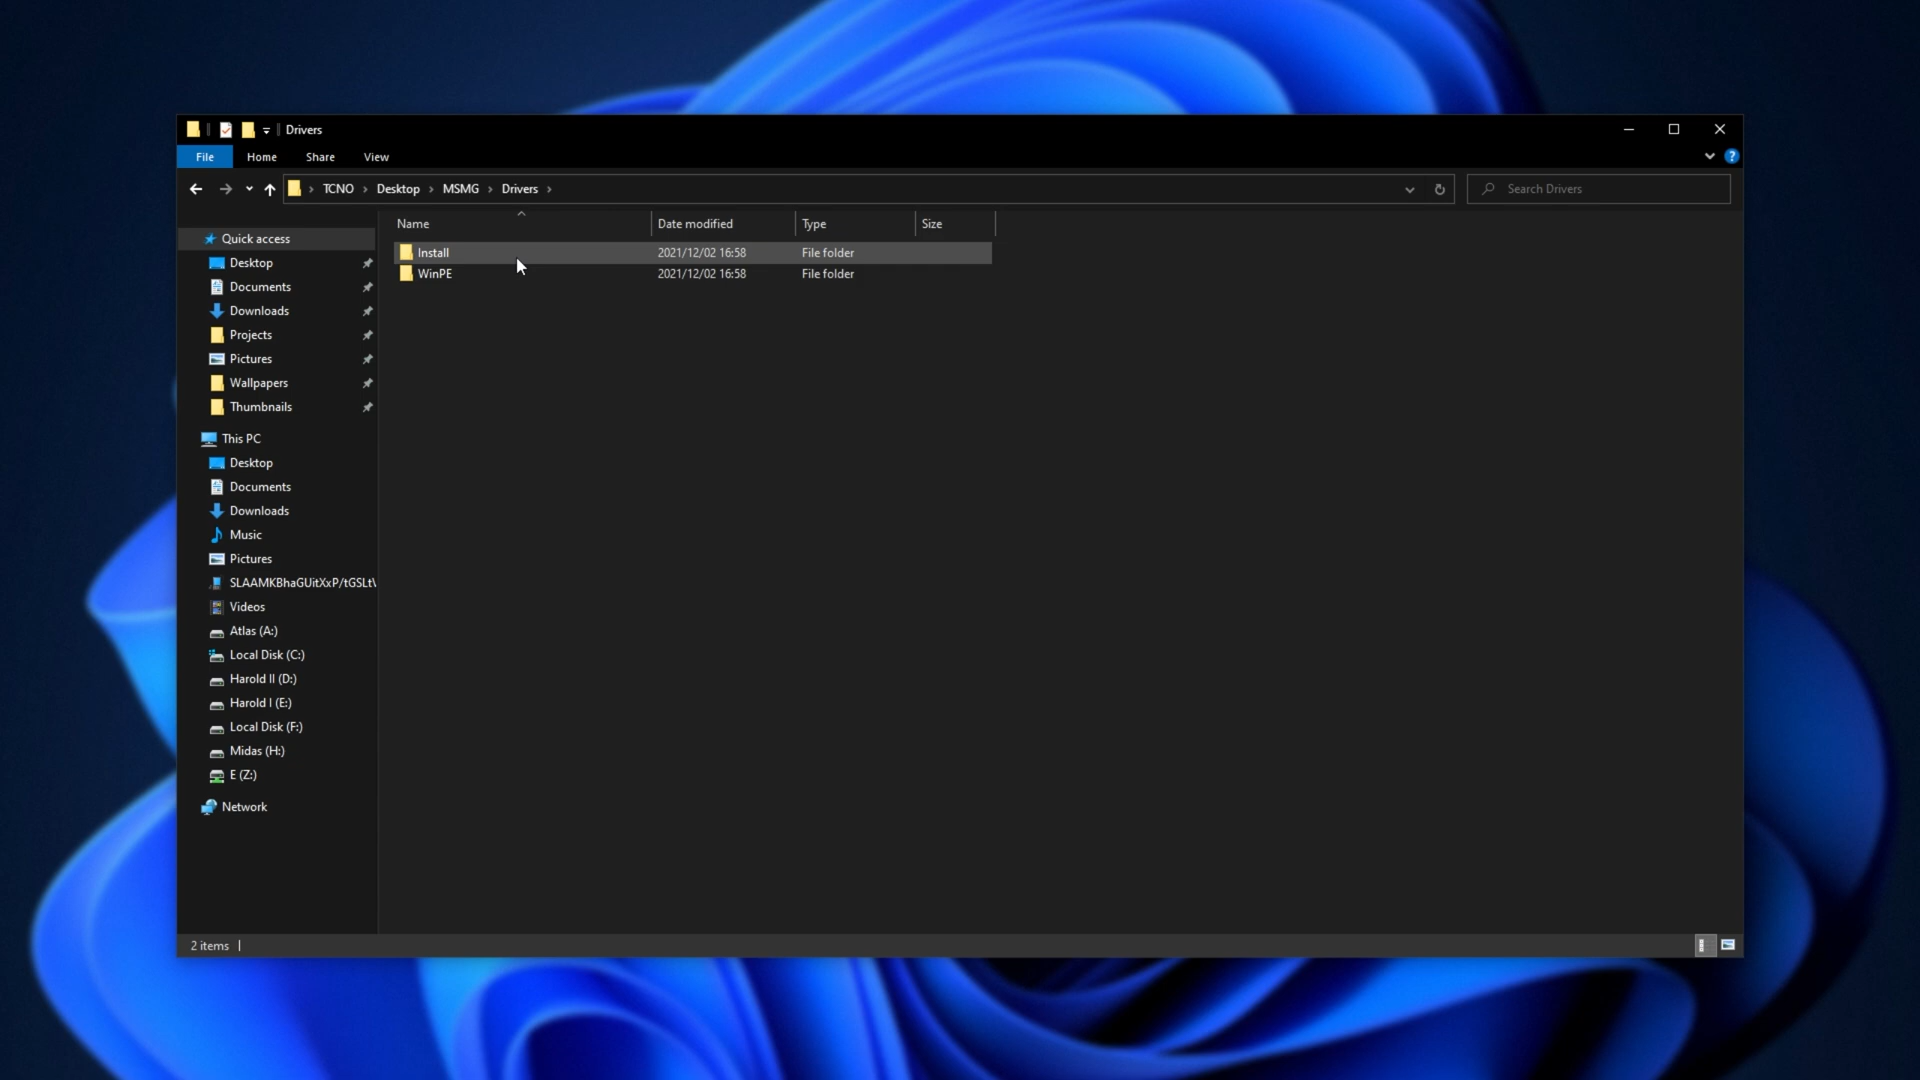 Drivers
File Home Share View
TCNO Desktop MSMG Drivers
Search Drivers
Name Date modified Type Size
Install 2021/12/02 16:58 File folder
WinPE 2021/12/02 16:58 File folder
Quick access
Desktop
Documents
Downloads
Projects
Pictures
Wallpapers
Thumbnails
This PC
Desktop
Documents
Downloads
Music
Pictures
SLAAMKBhaGUitXxP/tGSLt\
Videos
Atlas (A:)
Local Disk (C:)
Harold II (D:)
Harold I (E:)
Local Disk (F:)
Midas (H:)
E (Z:)
Network
2 items